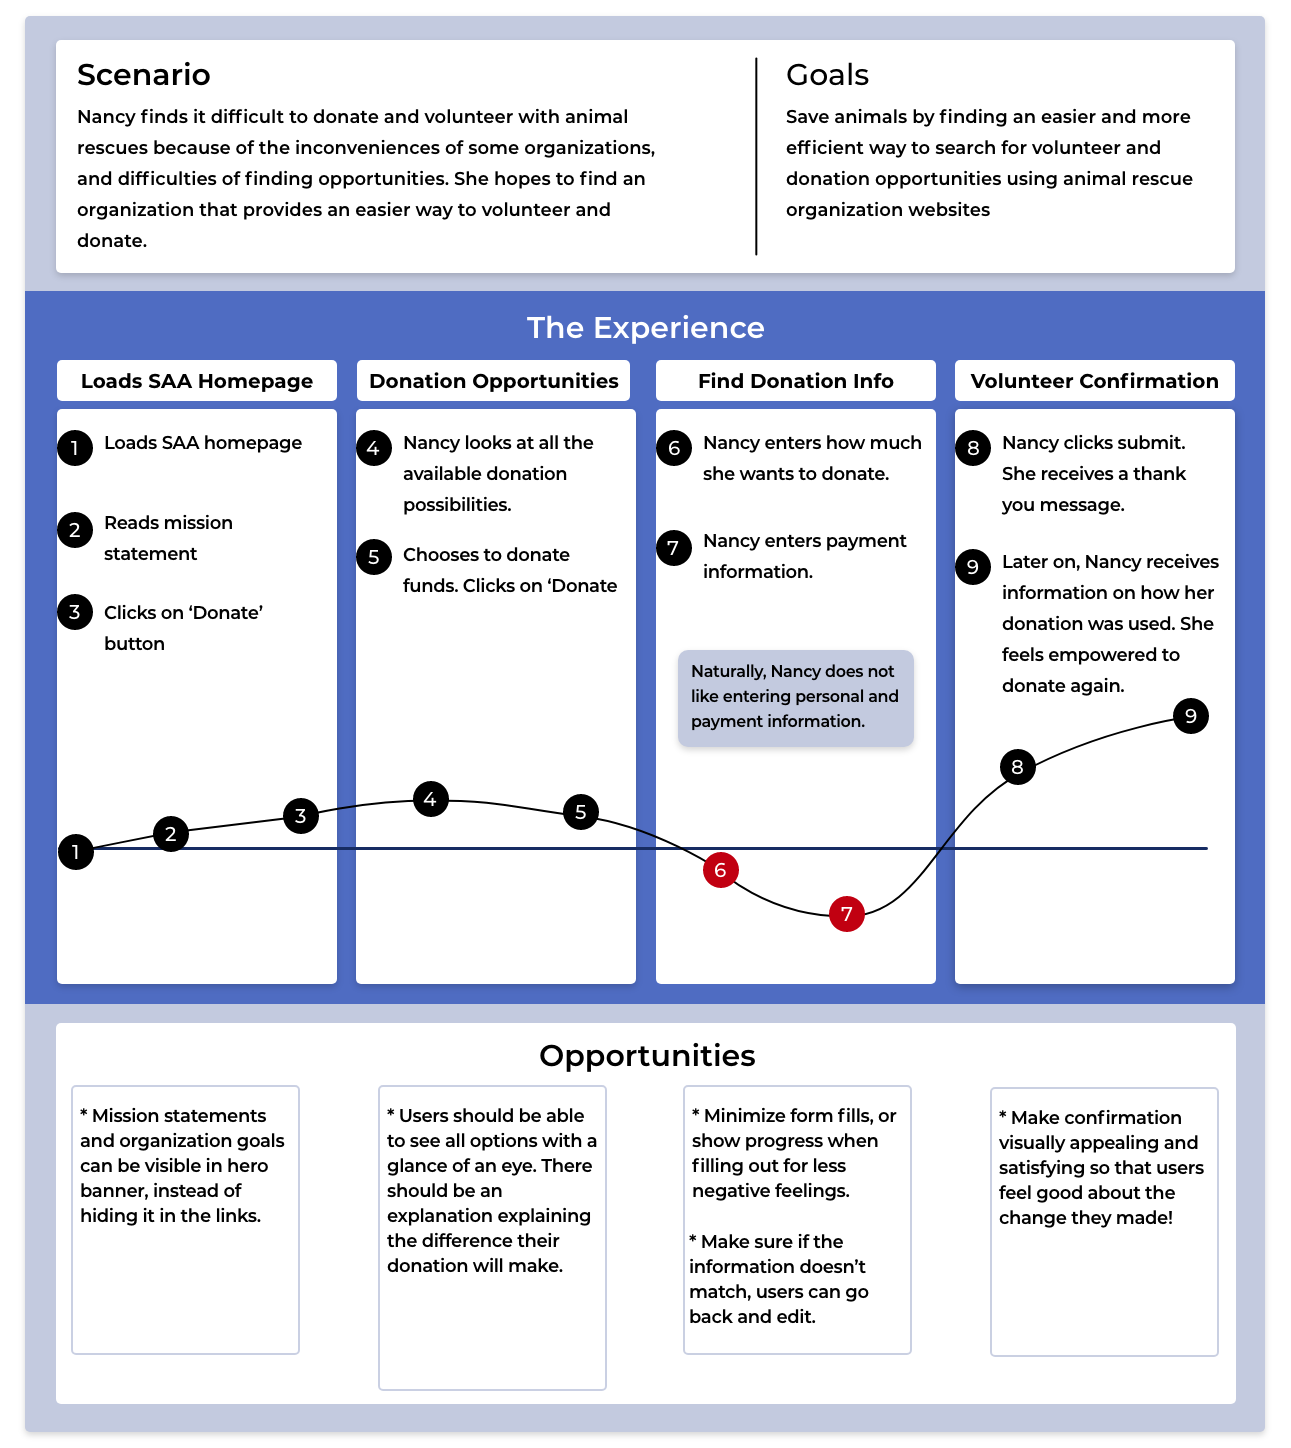 Scenario
Nancy finds it difficult to donate and volunteer with animal
rescues because of the inconveniences of some organizations,
and difficulties of finding opportunities. She hopes to find an
organization that provides an easier way to volunteer and
donate.
Goals
Save animals by finding an easier and more
efficient way to search for volunteer and
donation opportunities using animal rescue
organization websites
The Experience
Loads SAA Homepage
1
Loads SAA homepage
2
Reads mission
statement
3
Clicks on ‘Donate’
button
Donation Opportunities
4
Nancy looks at all the
available donation
possibilities.
5
Chooses to donate
funds. Clicks on ‘Donate
Find Donation Info
6
Nancy enters how much
she wants to donate.
7
Nancy enters payment
information.
Naturally, Nancy does not
like entering personal and
payment information.
Volunteer Confirmation
8
Nancy clicks submit.
She receives a thank
you message.
9
Later on, Nancy receives
information on how her
donation was used. She
feels empowered to
donate again.
1
2
3
4
5
6
7
8
9
Opportunities
* Mission statements
and organization goals
can be visible in hero
banner, instead of
hiding it in the links.
* Users should be able
to see all options with a
glance of an eye. There
should be an
explanation explaining
the difference their
donation will make.
* Minimize form fills, or
show progress when
filling out for less
negative feelings.
* Make sure if the
information doesn’t
match, users can go
back and edit.
* Make confirmation
visually appealing and
satisfying so that users
feel good about the
change they made!